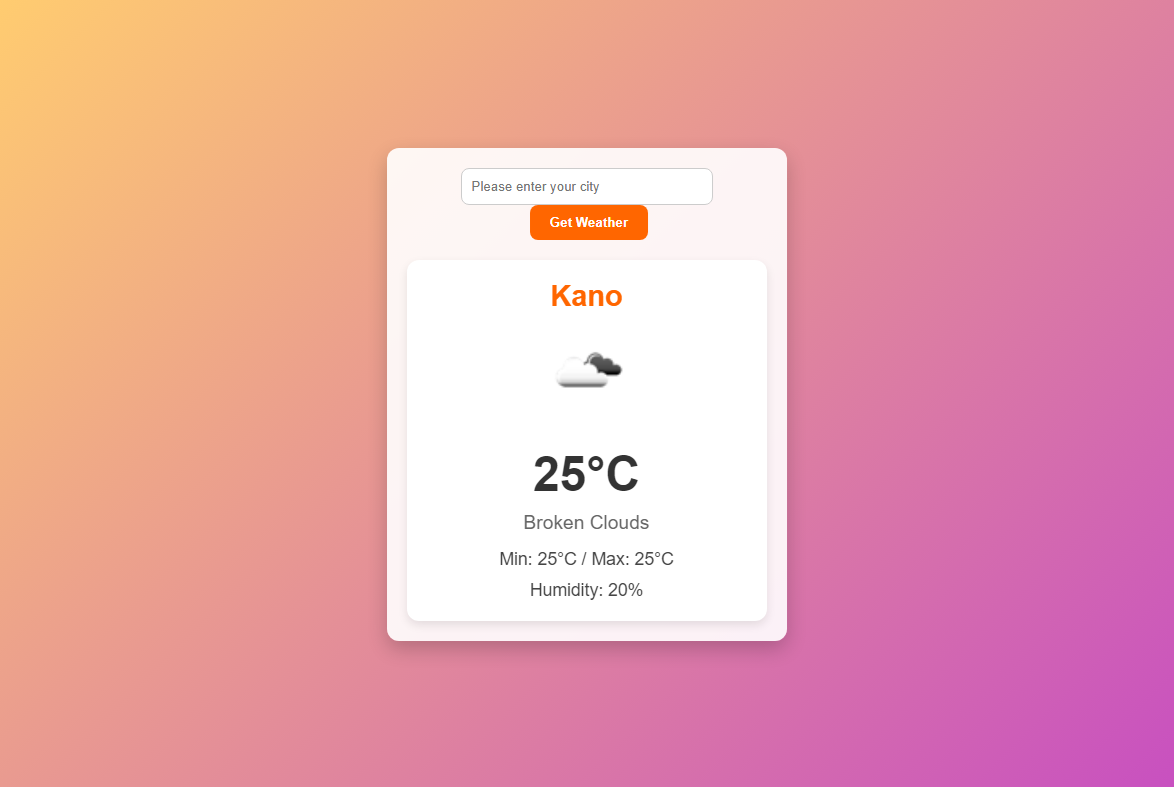 Please enter your city
Get Weather
Kano
25°C
Broken Clouds
Min: 25°C / Max: 25°C
Humidity: 20%